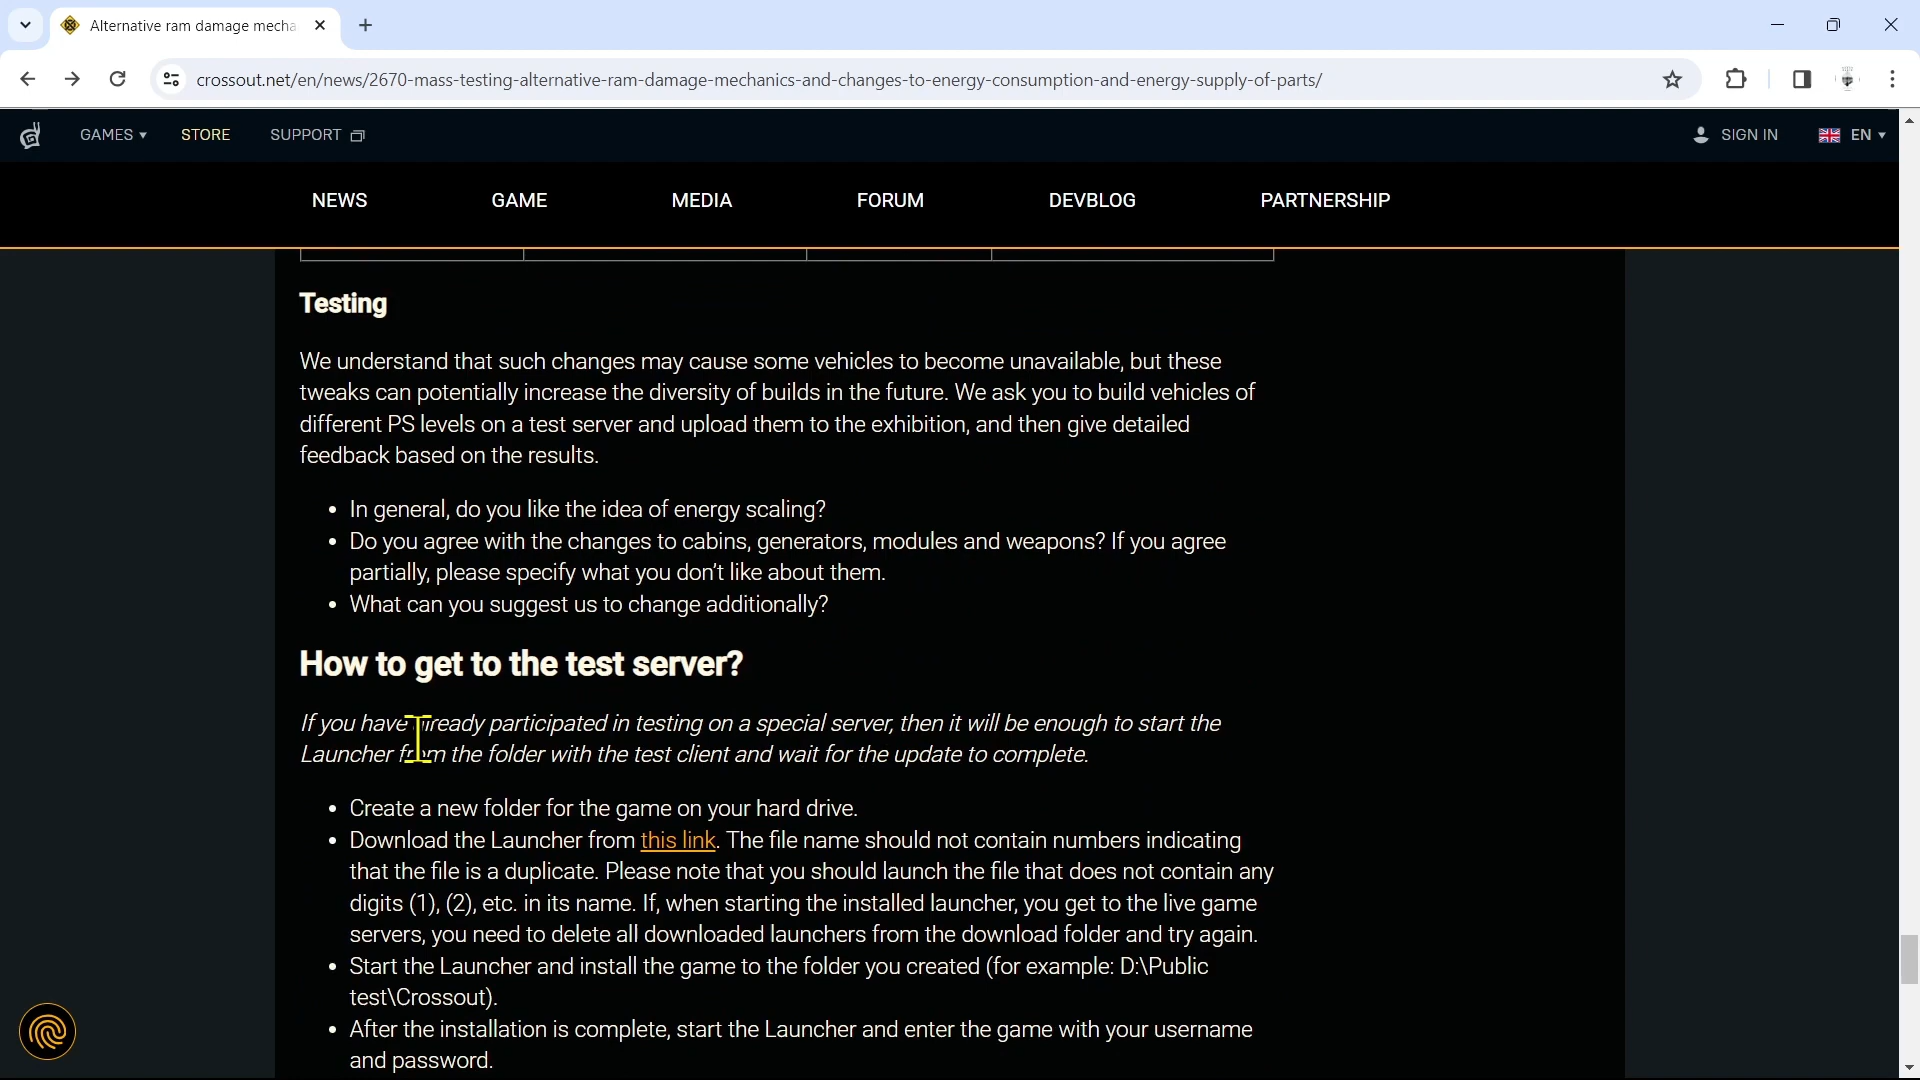 Alternative ram damage mecha
crossout.net/en/news/2670-mass-testing-alternative-ram-damage-mechanics-and-changes-to-energy-consumption-and-energy-supply-of-parts/
GAMES STORE SUPPORT SIGN IN EN
NEWS GAME MEDIA FORUM DEVBLOG PARTNERSHIP
Testing
We understand that such changes may cause some vehicles to become unavailable, but these
tweaks can potentially increase the diversity of builds in the future. We ask you to build vehicles of
different PS levels on a test server and upload them to the exhibition, and then give detailed
feedback based on the results.
• In general, do you like the idea of energy scaling?
• Do you agree with the changes to cabins, generators, modules and weapons? If you agree
partially, please specify what you don't like about them.
• What can you suggest us to change additionally?
How to get to the test server?
If you have already participated in testing on a special server, then it will be enough to start the
Launcher from the folder with the test client and wait for the update to complete.
• Create a new folder for the game on your hard drive.
• Download the Launcher from this link. The file name should not contain numbers indicating
that the file is a duplicate. Please note that you should launch the file that does not contain any
digits (1), (2), etc. in its name. If, when starting the installed launcher, you get to the live game
servers, you need to delete all downloaded launchers from the download folder and try again.
• Start the Launcher and install the game to the folder you created (for example: D:\Public
test\Crossout).
• After the installation is complete, start the Launcher and enter the game with your username
and password.